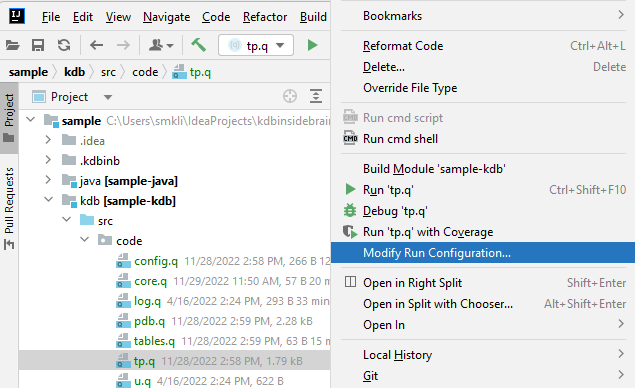 IJ File Edit View Navigate Code Refactor Build
tp.q
sample kdb src code tp.q
Project
Pull Requests
Project
sample C:\Users\smkli\IdeaProjects\kdbinsidebrain
.idea
.kdbinb
java [sample-java]
kdb [sample-kdb]
src
code
config.q 11/28/2022 2:58 PM, 266 B 12
core.q 11/29/2022 11:50 AM, 57 B 20 m
log.q 4/16/2022 2:24 PM, 293 B 33 min
pdb.q 11/28/2022 2:59 PM, 2.28 kB
tables.q 11/28/2022 2:59 PM, 63 B 15 m
tp.q 11/28/2022 2:58 PM, 1.79 kB
u.q 4/16/2022 2:24 PM, 622 B
Bookmarks
Reformat Code Ctrl+Alt+L
Delete... Delete
Override File Type
Run cmd script
CMD Run cmd shell
Build Module 'sample-kdb'
Run 'tp.q' Ctrl+Shift+F10
Debug 'tp.q'
Run 'tp.q' with Coverage
Modify Run Configuration...
Open in Right Split Shift+Enter
Open in Split with Chooser... Alt+Shift+Enter
Open In
Local History
Git